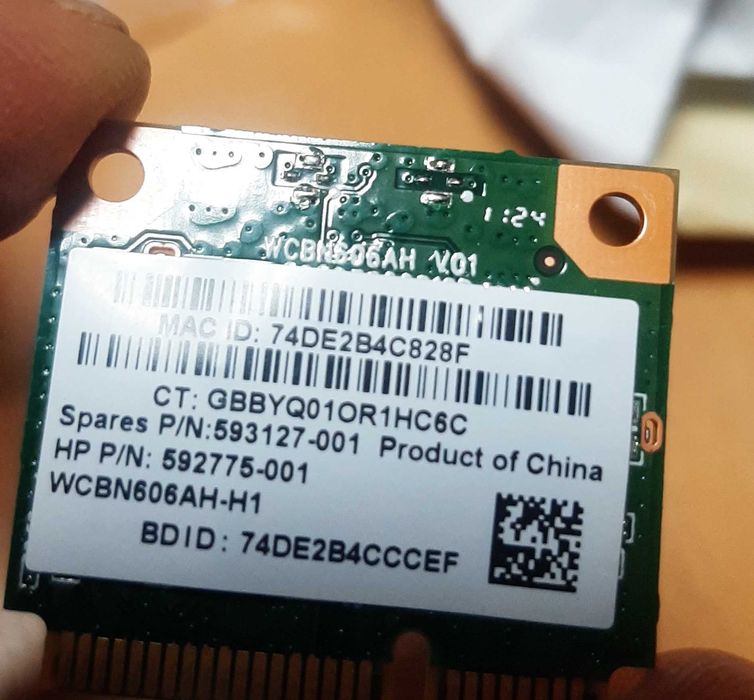 1:24
WCBN606AH V.01
MAC ID: 74DE2B4C828F
CT: GBBYQ01OR1HC6C
Spares P/N:593127-001 Product of China
HP P/N: 592775-001
WCBN606AH-H1
BDID: 74DE2B4CCCEF